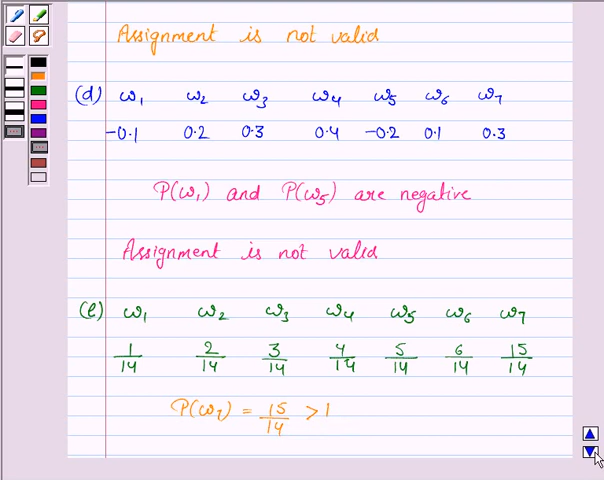 Assignment is not valid
(d) ω1 ω2 ω3 ω4 ω5 ω6 ω7
-0.1 0.2 0.3 0.4 -0.2 0.1 0.3
P(ω1) and P(ω5) are negative
Assignment is not valid
(e) ω1 ω2 ω3 ω4 ω5 ω6 ω7
1/14 2/14 3/14 4/14 5/14 6/14 15/14
P(ω7) = 15/14 > 1